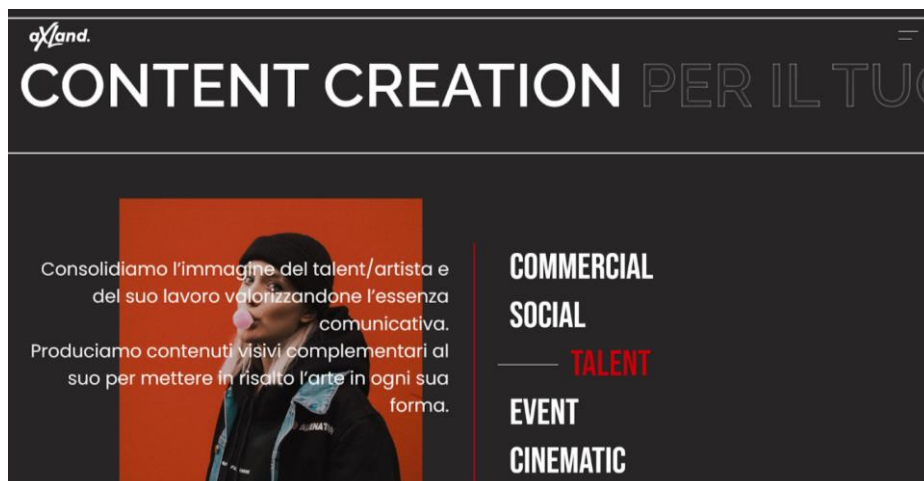 aXLand.
CONTENT CREATION PER IL TUO
Consolidiamo l'immagine del talent/artista e
del suo lavoro valorizzandone l'essenza
comunicativa.
Produciamo contenuti visivi complementari al
suo per mettere in risalto l'arte in ogni sua
forma.
COMMERCIAL
SOCIAL
TALENT
EVENT
CINEMATIC